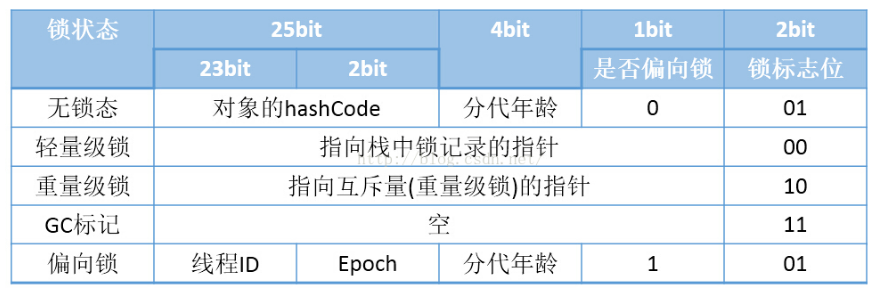 锁状态 25bit 4bit 1bit 2bit
23bit 2bit 是否偏向锁 锁标志位
无锁态 对象的hashCode 分代年龄 0 01
轻量级锁 指向栈中锁记录的指针 00
http://blog.csdn.net/
重量级锁 指向互斥量(重量级锁)的指针 10
GC标记 空 11
偏向锁 线程ID Epoch 分代年龄 1 01